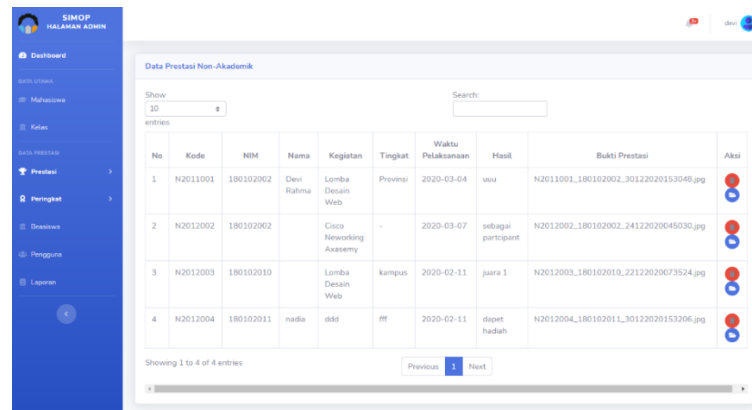 SIMOP
HALAMAN ADMIN
devi
Dashboard
DATA UTAMA
Mahasiswa
Kelas
DATA PRESTASI
Prestasi
Peringkat
Beasiswa
Pengguna
Laporan
Data Prestasi Non-Akademik
Show
10
entries
Search:
No Kode NIM Nama Kegiatan Tingkat Waktu Pelaksanaan Hasil Bukti Prestasi Aksi
1 N2011001 180102002 Devi Rahma Lomba Desain Web Provinsi 2020-03-04 uuu N2011001_180102002_30122020153048.jpg
2 N2012002 180102002 Cisco Neworking Axasemy - 2020-03-07 sebagai partcipant N2012002_180102002_24122020045030.jpg
3 N2012003 180102010 Lomba Desain Web kampus 2020-02-11 juara 1 N2012003_180102010_22122020073524.jpg
4 N2012004 180102011 nadia ddd fff 2020-02-11 dapet hadiah N2012004_180102011_30122020153206.jpg
Showing 1 to 4 of 4 entries
Previous 1 Next